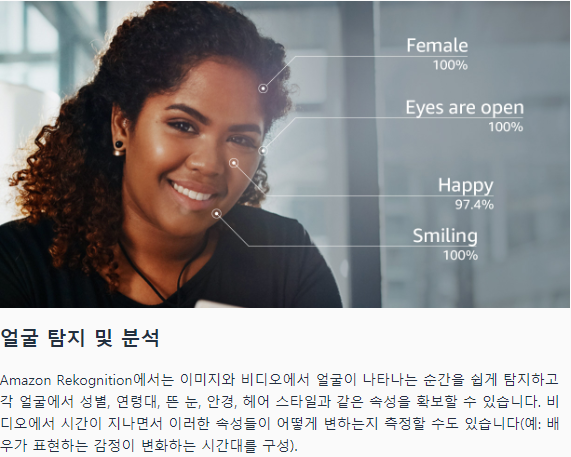 Female
100%
Eyes are open
100%
Happy
97.4%
Smiling
100%
얼굴 탐지 및 분석
Amazon Rekognition에서는 이미지와 비디오에서 얼굴이 나타나는 순간을 쉽게 탐지하고
각 얼굴에서 성별, 연령대, 뜬 눈, 안경, 헤어 스타일과 같은 속성을 확보할 수 있습니다. 비
디오에서 시간이 지나면서 이러한 속성들이 어떻게 변하는지 측정할 수도 있습니다(예: 배
우가 표현하는 감정이 변화하는 시간대를 구성).